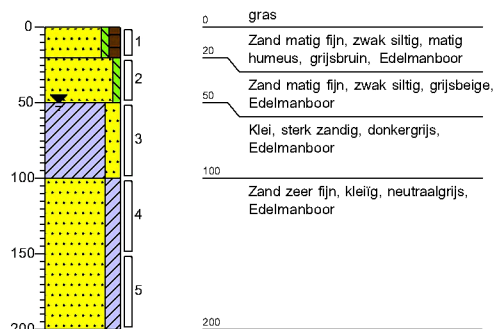 0
gras
0
Zand matig fijn, zwak siltig, matig
humeus, grijsbruin, Edelmanboor
1
20
Zand matig fijn, zwak siltig, grijsbeige,
Edelmanboor
2
50
50
Klei, sterk zandig, donkergrijs,
Edelmanboor
3
100
100
Zand zeer fijn, kleiïg, neutraalgrijs,
Edelmanboor
4
150
5
200
200